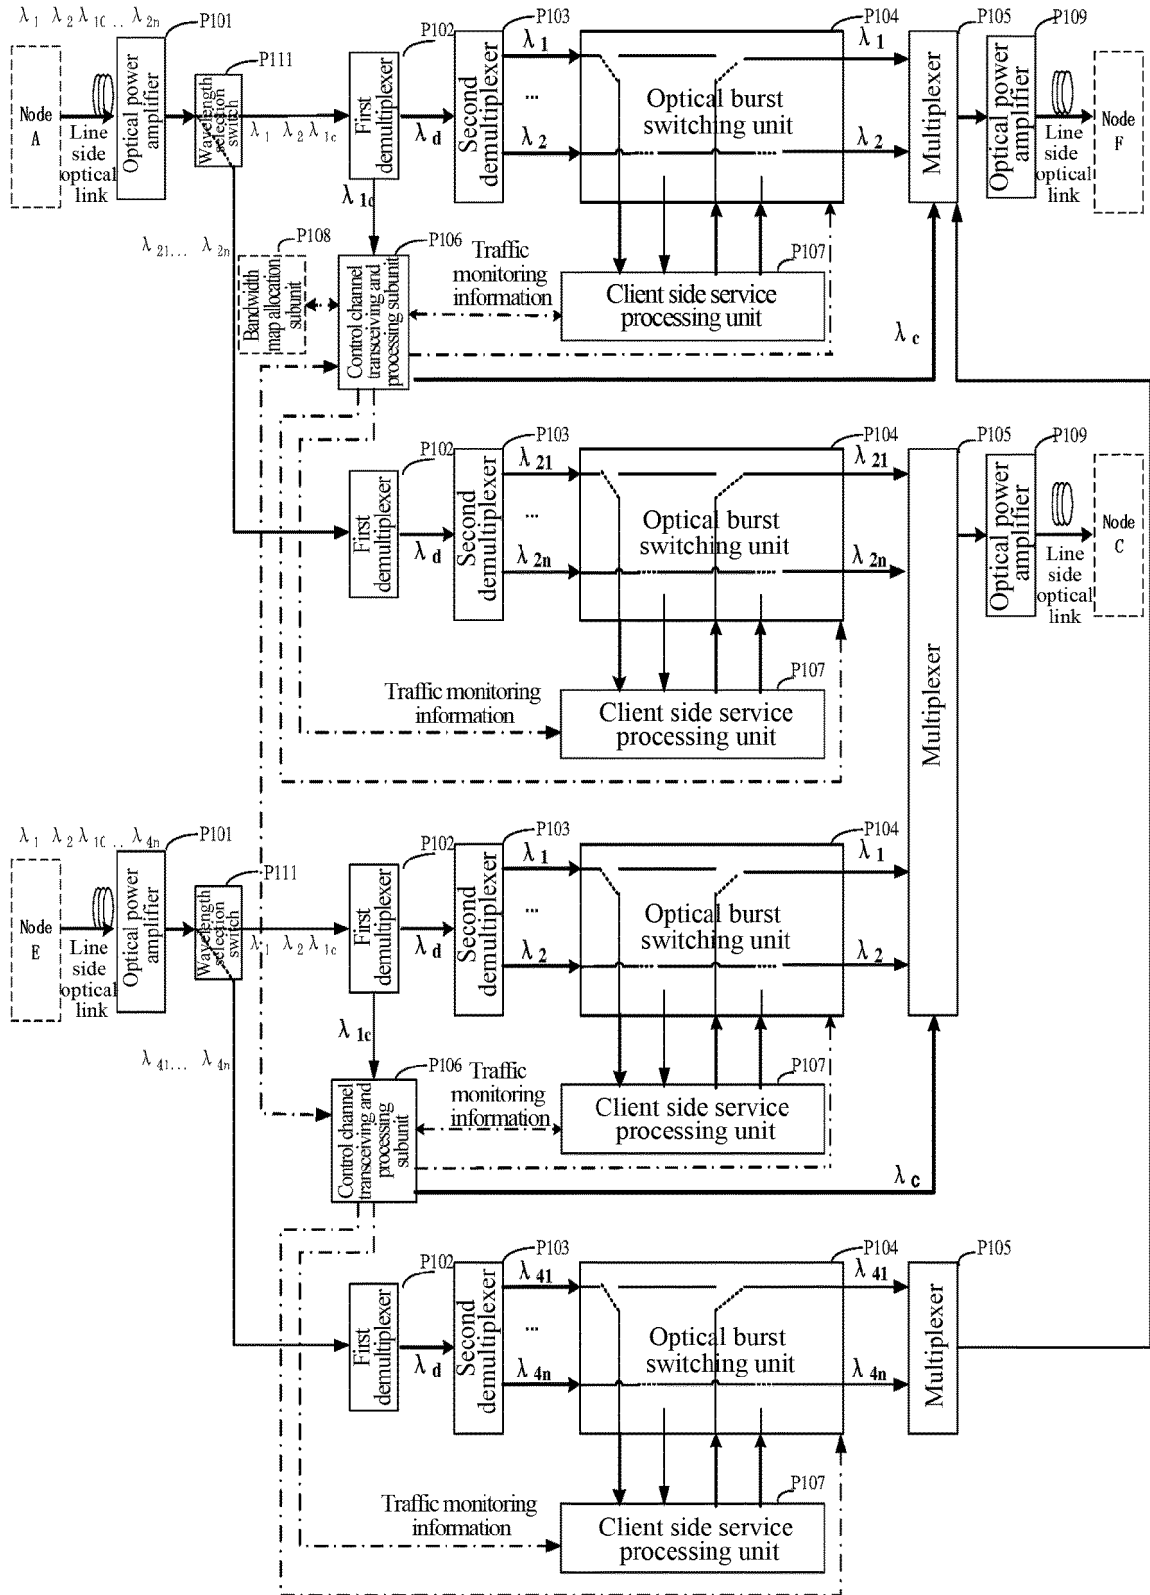 λ1 λ2 λ10... λ2n
P101
P111
P102
P103
P104
P105
P109
Node
A
Line
side
optical
link
Optical power
amplifier
Wavelength
selection
switch
λ1 λ2 λ1c
First
demultiplexer
λd
Second
demultiplexer
λ1
...
λ2
Optical burst
switching unit
λ1
λ2
Multiplexer
Optical power
amplifier
Line
side
optical
link
Node
F
λ1c
λ21... λ2n
P108
Bandwidth
map allocation
subunit
P106
Control channel
transceiving and
processing subunit
Traffic
monitoring
information
P107
Client side service
processing unit
λc
P102
P103
P104
P105
P109
First
demultiplexer
λd
Second
demultiplexer
λ21
...
λ2n
Optical burst
switching unit
λ21
λ2n
Multiplexer
Optical power
amplifier
Line
side
optical
link
Node
C
Traffic monitoring
information
P107
Client side service
processing unit
λ1 λ2 λ10... λ4n
P101
P111
P102
P103
P104
Node
E
Line
side
optical
link
Optical power
amplifier
Wavelength
selection
switch
λ1 λ2 λ1c
First
demultiplexer
λd
Second
demultiplexer
λ1
...
λ2
Optical burst
switching unit
λ1
λ2
λ1c
λ41... λ4n
P106
Control channel
transceiving and
processing
subunit
Traffic
monitoring
information
P107
Client side service
processing unit
λc
P102
P103
P104
P105
First
demultiplexer
λd
Second
demultiplexer
λ41
...
λ4n
Optical burst
switching unit
λ41
λ4n
Multiplexer
Traffic monitoring
information
P107
Client side service
processing unit